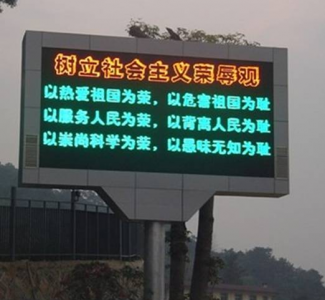 树立社会主义荣辱观
以热爱祖国为荣，以危害祖国为耻
以服务人民为荣，以背离人民为耻
以崇尚科学为荣，以愚昧无知为耻